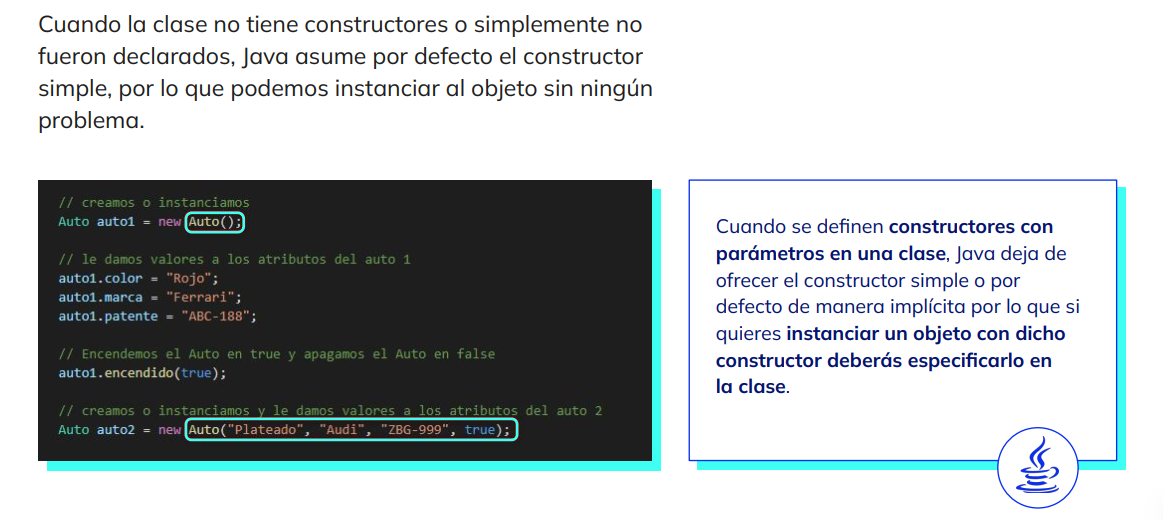 Cuando la clase no tiene constructores o simplemente no
fueron declarados, Java asume por defecto el constructor
simple, por lo que podemos instanciar al objeto sin ningún
problema.
// creamos o instanciamos
Auto auto1 = new Auto();
// le damos valores a los atributos del auto 1
auto1.color = "Rojo";
auto1.marca = "Ferrari";
auto1.patente = "ABC-188";
// Encendemos el Auto en true y apagamos el Auto en false
auto1.encendido(true);
// creamos o instanciamos y le damos valores a los atributos del auto 2
Auto auto2 = new Auto("Plateado", "Audi", "ZBG-999", true);
Cuando se definen constructores con
parámetros en una clase, Java deja de
ofrecer el constructor simple o por
defecto de manera implícita por lo que si
quieres instanciar un objeto con dicho
constructor deberás especificarlo en
la clase.